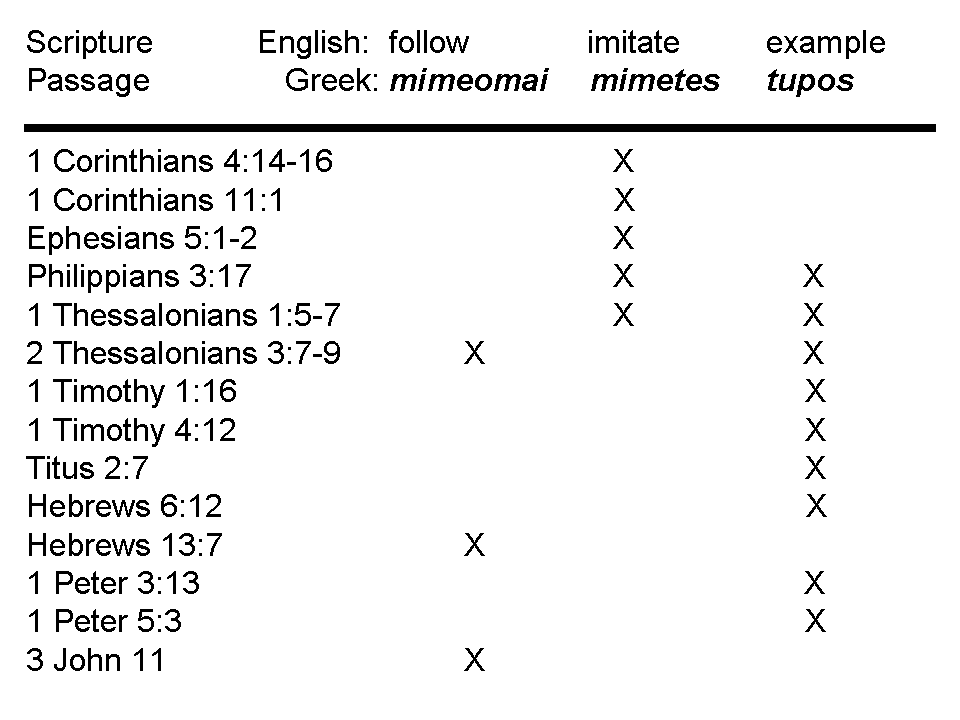 Scripture English: follow imitate example
Passage Greek: mimeomai mimetes tupos
1 Corinthians 4:14-16 X
1 Corinthians 11:1 X
Ephesians 5:1-2 X
Philippians 3:17 X X
1 Thessalonians 1:5-7 X X
2 Thessalonians 3:7-9 X X
1 Timothy 1:16 X
1 Timothy 4:12 X
Titus 2:7 X
Hebrews 6:12 X
Hebrews 13:7 X
1 Peter 3:13 X
1 Peter 5:3 X
3 John 11 X